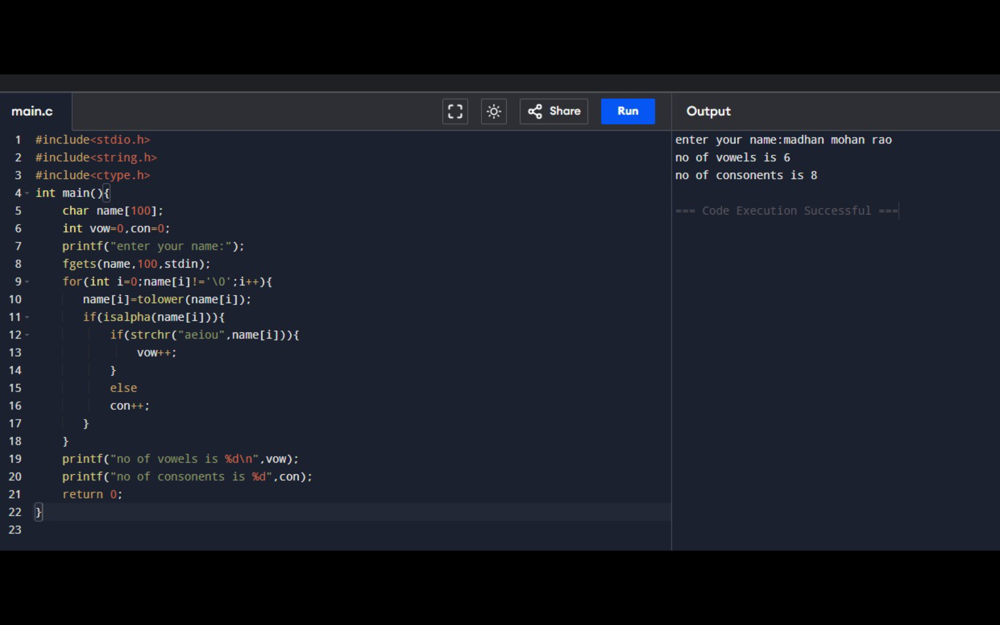 main.c
Share
Run
Output
1 #include<stdio.h>
2 #include<string.h>
3 #include<ctype.h>
4 int main(){
5     char name[100];
6     int vow=0,con=0;
7     printf("enter your name:");
8     fgets(name,100,stdin);
9     for(int i=0;name[i]!='\0';i++){
10        name[i]=tolower(name[i]);
11        if(isalpha(name[i])){
12            if(strchr("aeiou",name[i])){
13                vow++;
14            }
15            else
16            con++;
17        }
18     }
19     printf("no of vowels is %d\n",vow);
20     printf("no of consonents is %d",con);
21     return 0;
22 }
23
enter your name:madhan mohan rao
no of vowels is 6
no of consonents is 8
=== Code Execution Successful ===